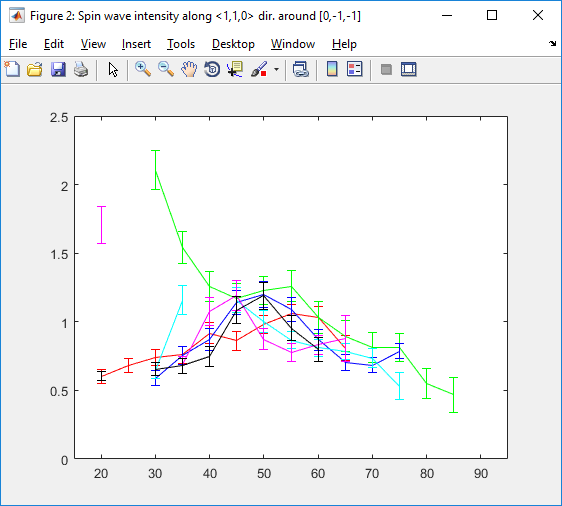 Figure 2: Spin wave intensity along <1,1,0> dir. around [0,-1,-1]
File Edit View Insert Tools Desktop Window Help
2.5
2
1.5
1
0.5
0
20 30 40 50 60 70 80 90